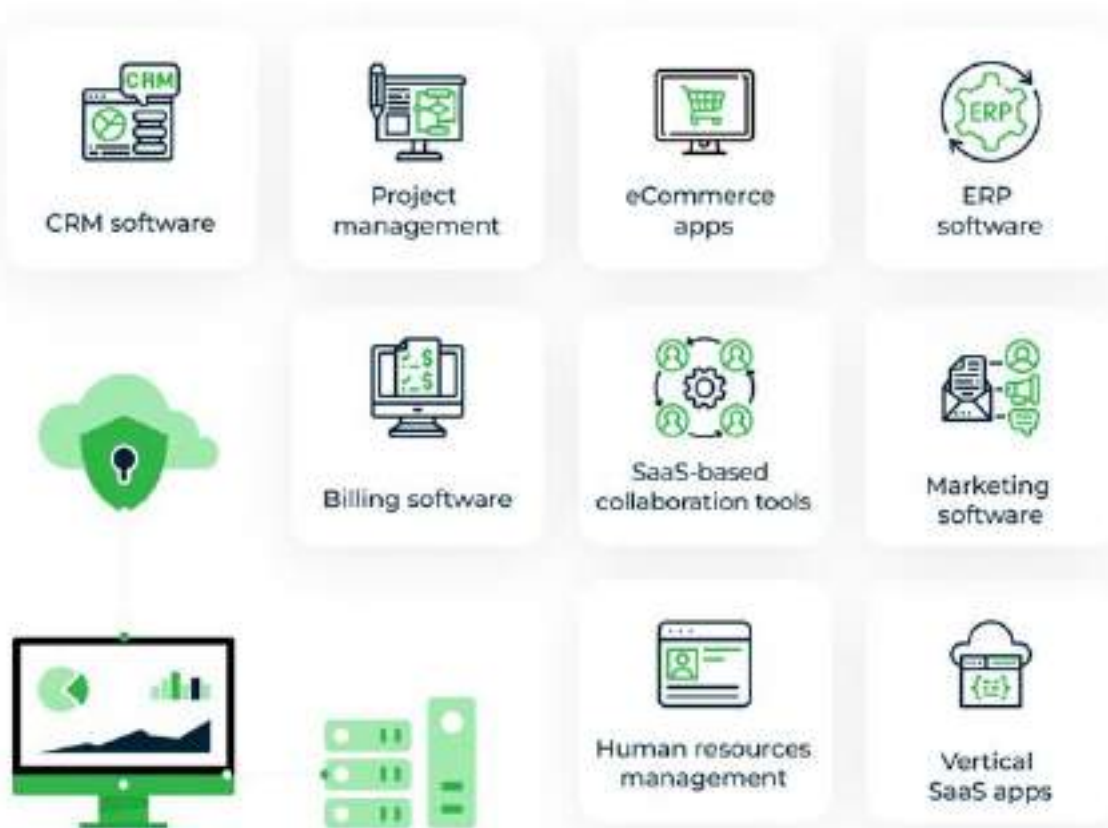 CRM
CRM software
Project
management
eCommerce
apps
ERP
ERP
software
$
$
Billing software
SaaS-based
collaboration tools
Marketing
software
Human resources
management
Vertical
SaaS apps